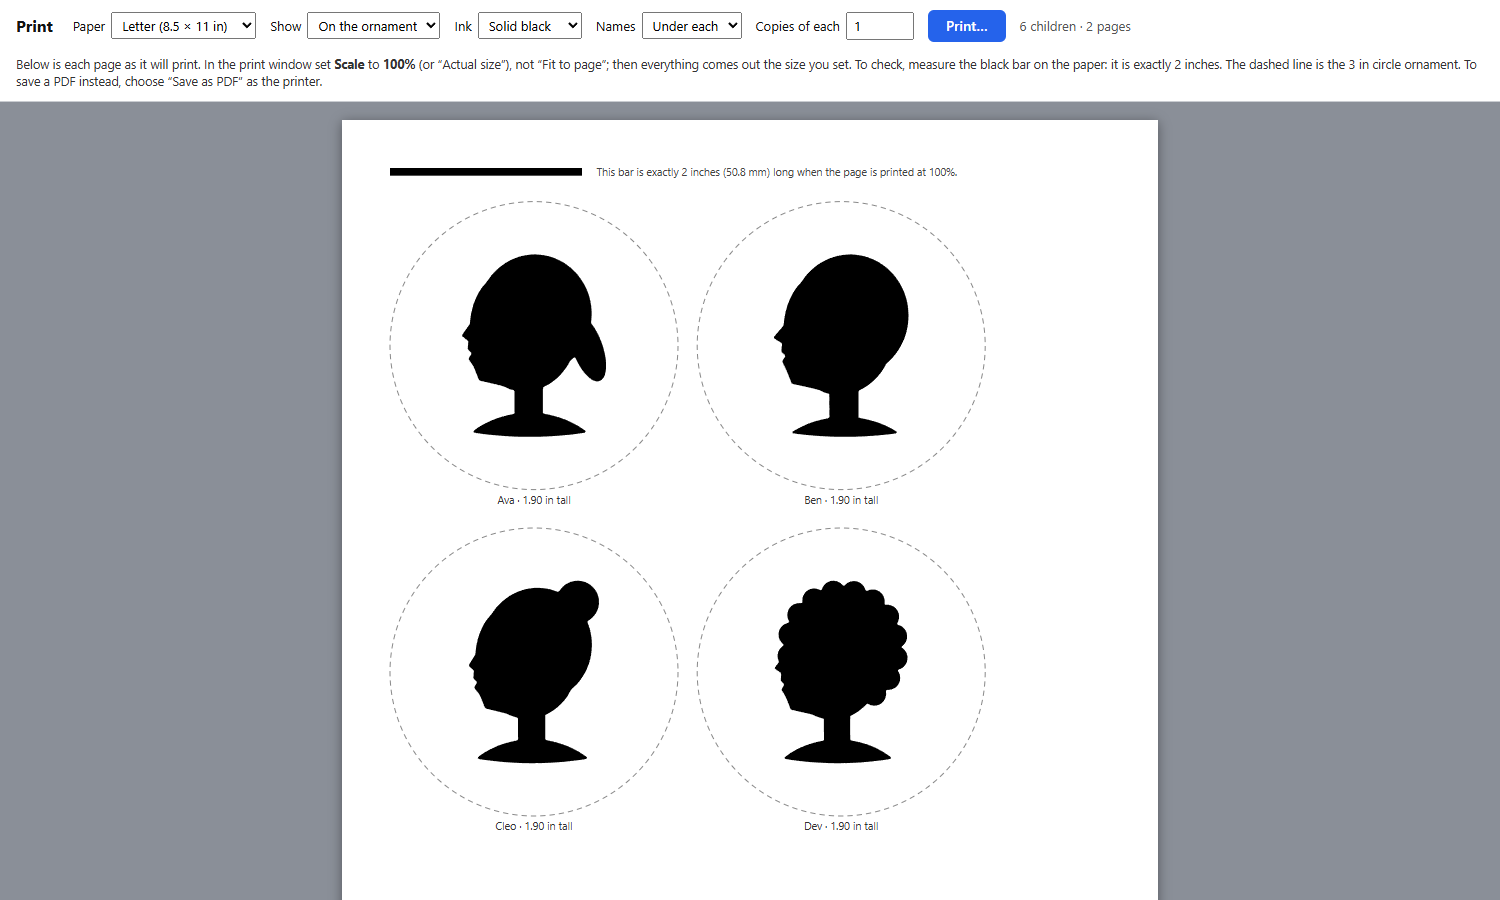 Print Paper Letter (8.5 × 11 in) Show On the ornament Ink Solid black Names Under each Copies of each 1 Print... 6 children · 2 pages
Below is each page as it will print. In the print window set Scale to 100% (or “Actual size”), not “Fit to page”; then everything comes out the size you set. To check, measure the black bar on the paper: it is exactly 2 inches. The dashed line is the 3 in circle ornament. To
save a PDF instead, choose “Save as PDF” as the printer.
This bar is exactly 2 inches (50.8 mm) long when the page is printed at 100%.
Ava · 1.90 in tall
Ben · 1.90 in tall
Cleo · 1.90 in tall
Dev · 1.90 in tall